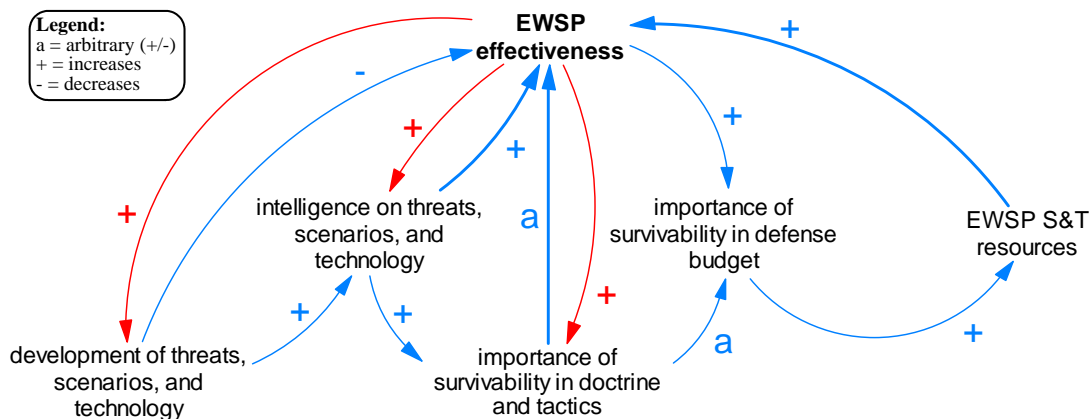 Legend:
a = arbitrary (+/-)
+ = increases
- = decreases
EWSP
effectiveness
+
-
+
+
+
+
a
+
intelligence on threats,
scenarios, and
technology
importance of
survivability in defense
budget
EWSP S&T
resources
+
+
+
a
+
development of threats,
scenarios, and
technology
importance of
survivability in doctrine
and tactics